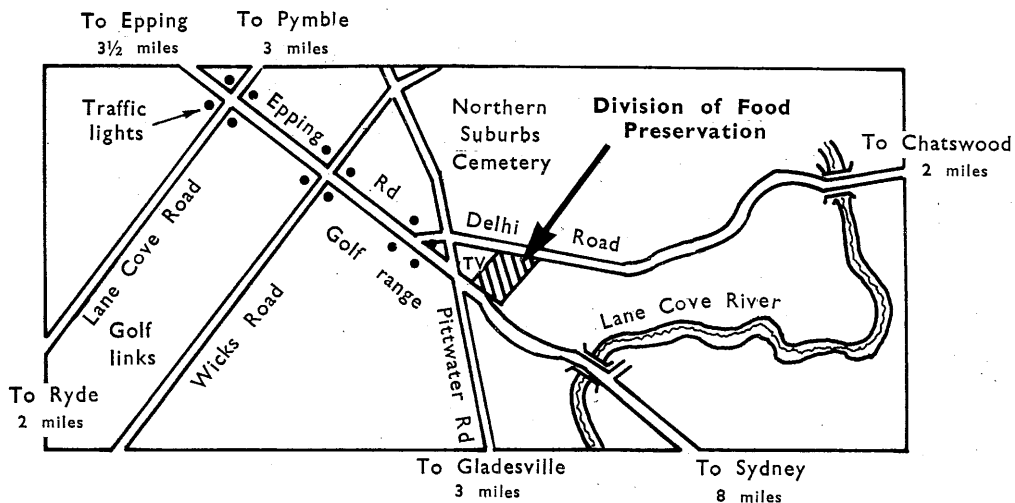 To Epping
3½ miles
To Pymble
3 miles
Traffic
lights
Epping
Rd
Northern
Suburbs
Cemetery
Division of Food
Preservation
To Chatswood
2 miles
Lane Cove Road
Golf
range
Delhi Road
TV
Golf
links
Wicks Road
Pittwater Rd
Lane Cove River
To Ryde
2 miles
To Gladesville
3 miles
To Sydney
8 miles